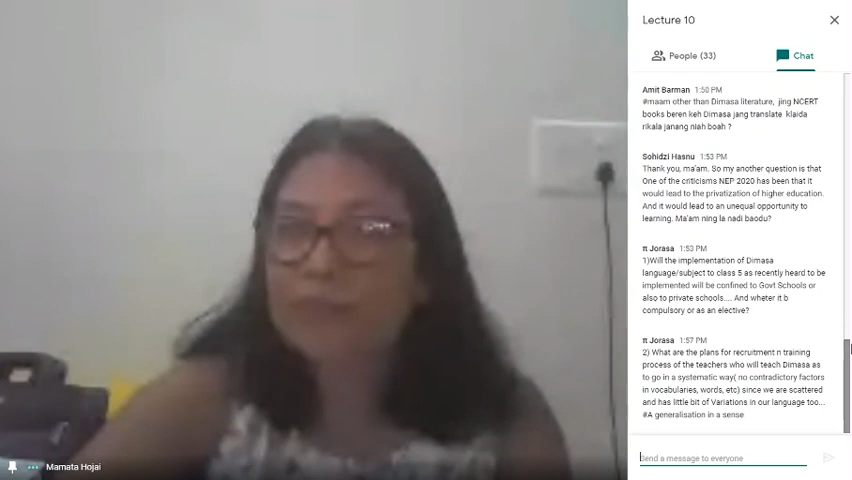 Lecture 10
People (33)
Chat
Amit Barman 1:50 PM
#maam other than Dimasa literature, jing NCERT
books beren keh Dimasa jang translate klaida
rikala janang niah boah ?
Sohidzi Hasnu 1:53 PM
Thank you, ma'am. So my another question is that
One of the criticisms NEP 2020 has been that it
would lead to the privatization of higher education.
And it would lead to an unequal opportunity to
learning. Ma'am ning la nadi baodu?
π Jorasa 1:53 PM
1)Will the implementation of Dimasa
language/subject to class 5 as recently heard to be
implemented will be confined to Govt Schools or
also to private schools.... And wheter it b
compulsory or as an elective?
π Jorasa 1:57 PM
2) What are the plans for recruitment n training
process of the teachers who will teach Dimasa as
to go in a systematic way( no contradictory factors
in vocabularies, words, etc) since we are scattered
and has little bit of Variations in our language too...
#A generalisation in a sense
Send a message to everyone
Mamata Hojai